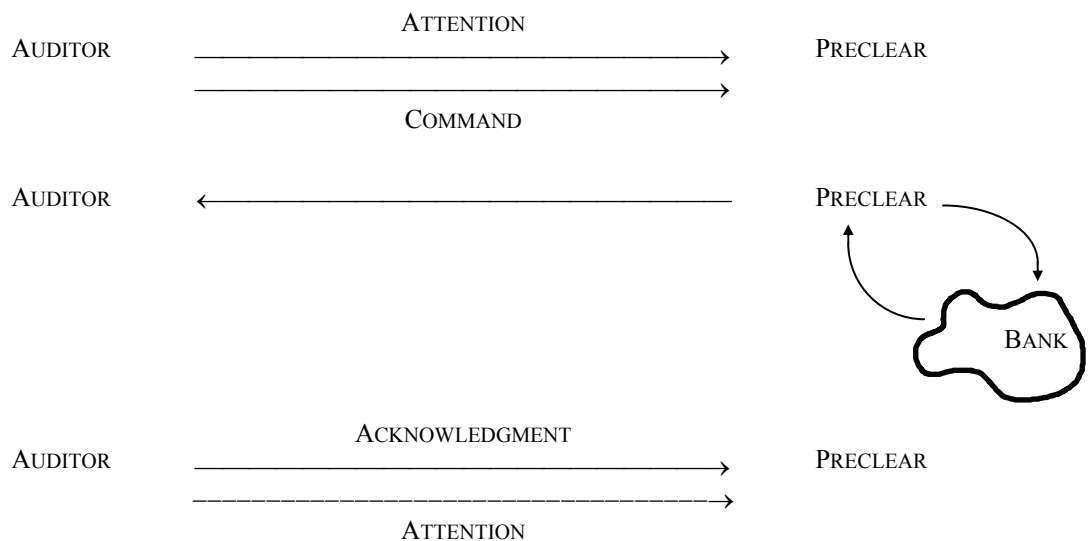 ATTENTION
AUDITOR PRECLEAR
COMMAND
AUDITOR PRECLEAR
BANK
ACKNOWLEDGMENT
AUDITOR PRECLEAR
ATTENTION